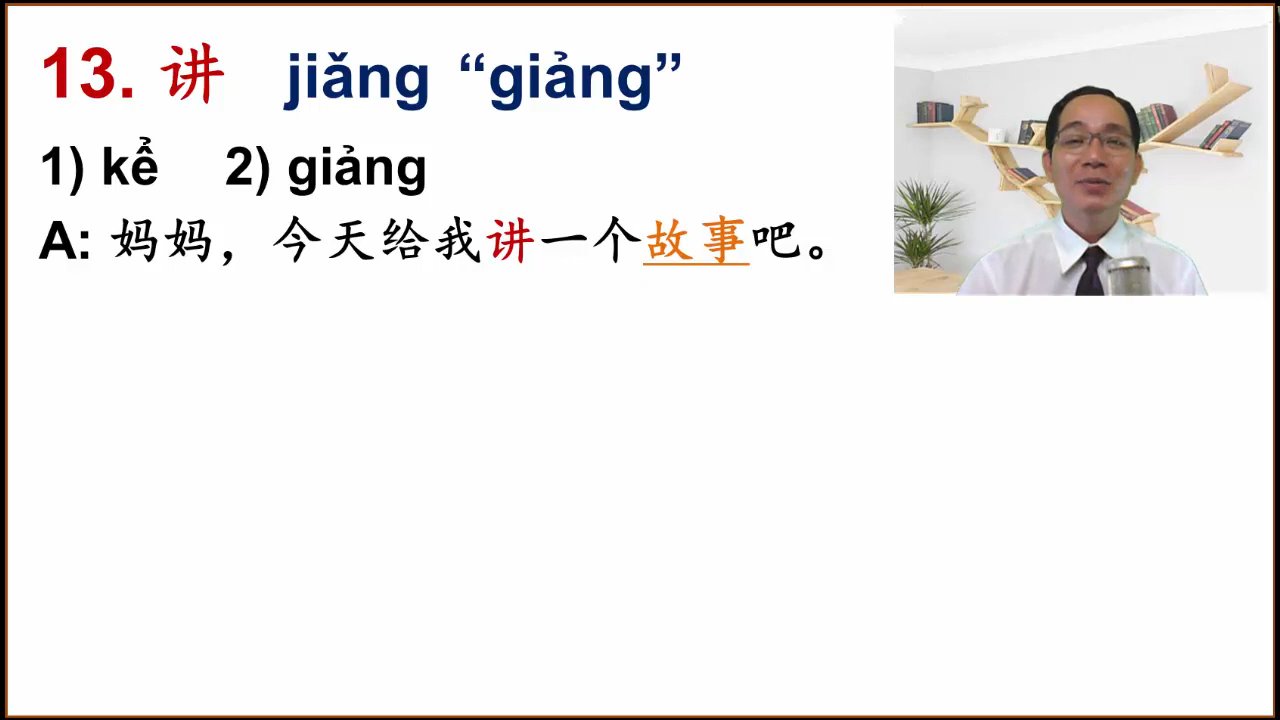 13. 讲 jiǎng “giảng”
1) kể 2) giảng
A: 妈妈，今天给我讲一个故事吧。